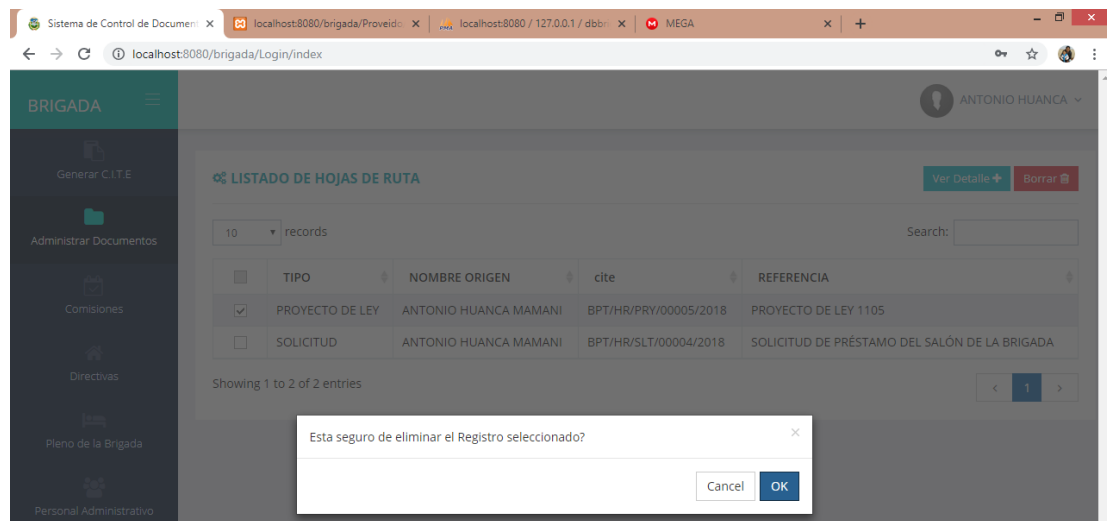 Sistema de Control de Document
localhost:8080/brigada/Proveido
localhost:8080 / 127.0.0.1 / dbbri
MEGA
localhost:8080/brigada/Login/index
BRIGADA
ANTONIO HUANCA
Generar C.I.T.E
LISTADO DE HOJAS DE RUTA
Ver Detalle
Borrar
Administrar Documentos
10 records
Search:
TIPO NOMBRE ORIGEN cite REFERENCIA
PROYECTO DE LEY ANTONIO HUANCA MAMANI BPT/HR/PRY/00005/2018 PROYECTO DE LEY 1105
SOLICITUD ANTONIO HUANCA MAMANI BPT/HR/SLT/00004/2018 SOLICITUD DE PRÉSTAMO DEL SALÓN DE LA BRIGADA
Comisiones
Directivas
Showing 1 to 2 of 2 entries
< 1 >
Pleno de la Brigada
Esta seguro de eliminar el Registro seleccionado?
Cancel OK
Personal Administrativo